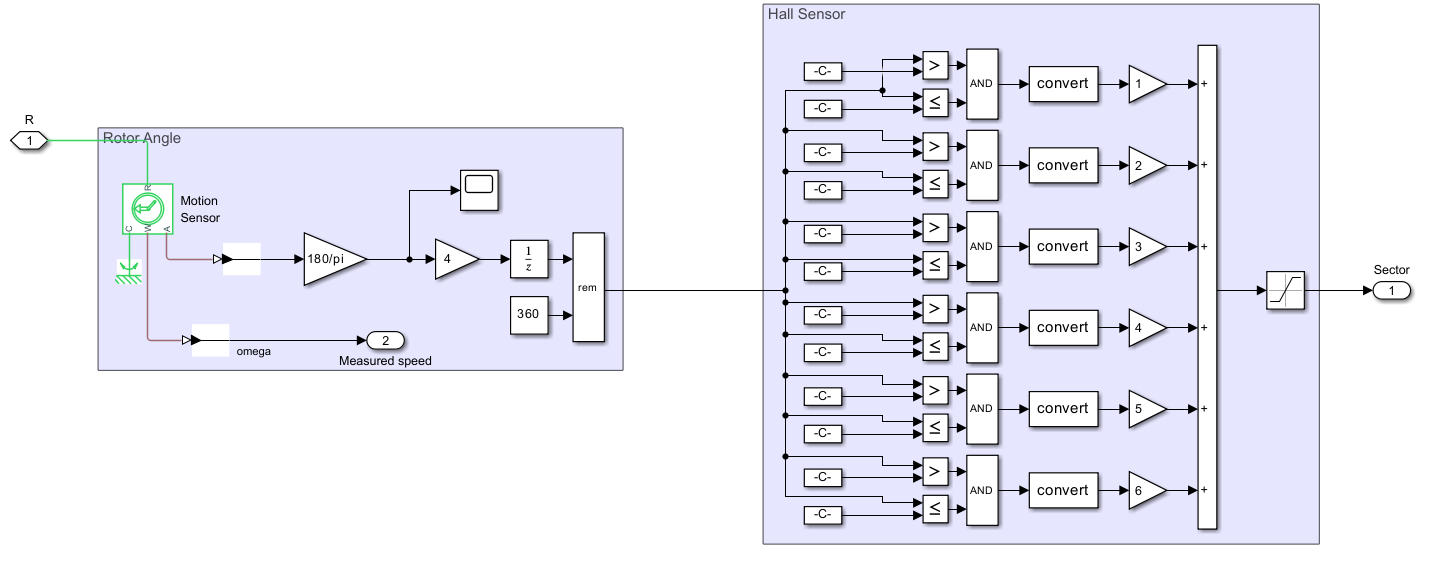 Hall Sensor
R
1
Rotor Angle
R
C
W
A
Motion
Sensor
180/pi
4
1
z
360
rem
omega
2
Measured speed
-C-
-C-
>
≤
AND
convert
1
+
-C-
-C-
>
≤
AND
convert
2
+
-C-
-C-
>
≤
AND
convert
3
+
-C-
-C-
>
≤
AND
convert
4
+
-C-
-C-
>
≤
AND
convert
5
+
-C-
-C-
>
≤
AND
convert
6
+
Sector
1